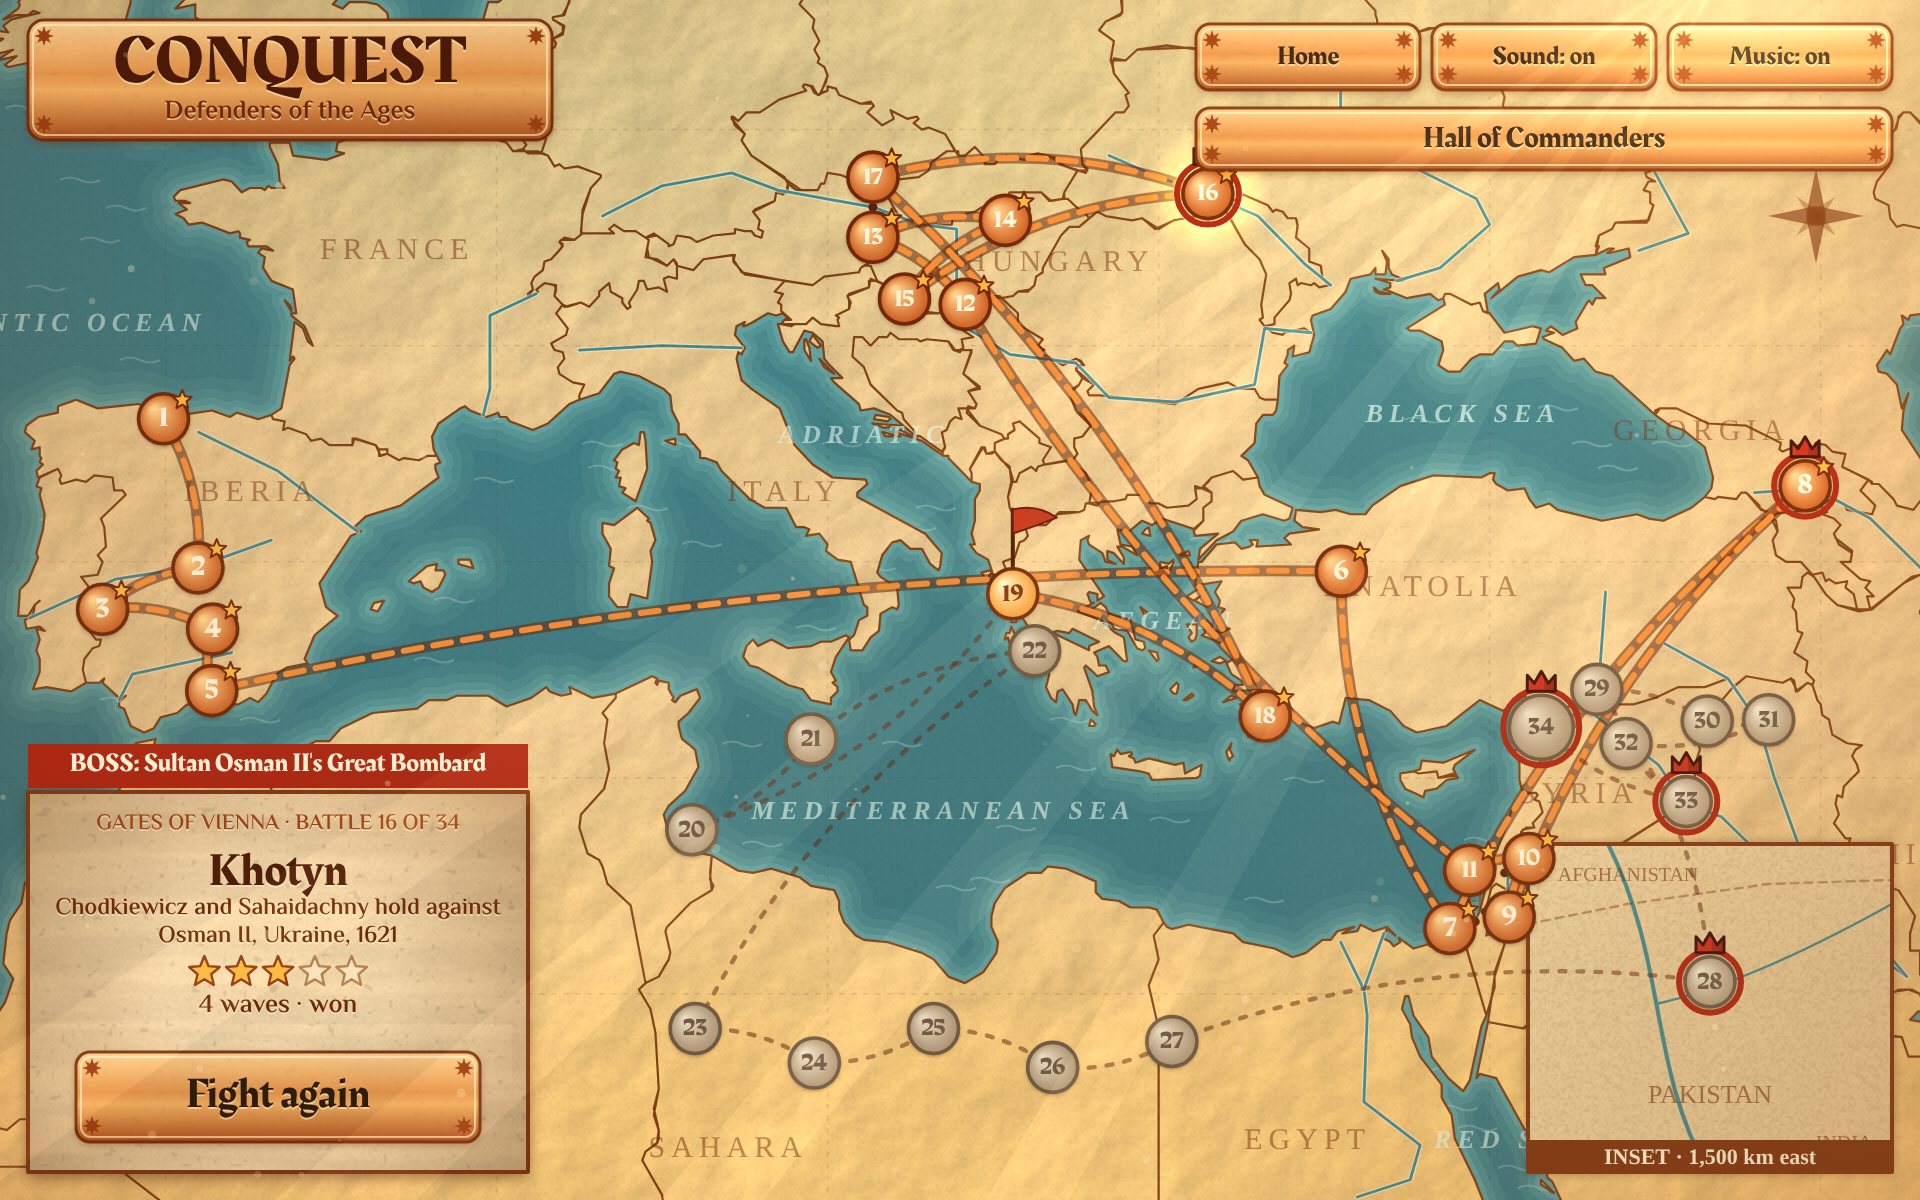 CONQUEST
Defenders of the Ages
Home
Sound: on
Music: on
Hall of Commanders
17
16
14
13
FRANCE
HUNGARY
15
12
NTIC OCEAN
1
BLACK SEA
GEORGIA
ADRIATIC
8
IBERIA
ITALY
2
6
NATOLIA
19
3
4
AEGEAN
22
5
29
18
30
31
34
32
21
BOSS: Sultan Osman II's Great Bombard
SYRIA
33
MEDITERRANEAN SEA
20
GATES OF VIENNA · BATTLE 16 OF 34
Khotyn
Chodkiewicz and Sahaidachny hold against
Osman II, Ukraine, 1621
4 waves · won
Fight again
11
10
AFGHANISTAN
7
9
28
23
24
25
26
27
PAKISTAN
SAHARA
EGYPT
RED S
INDIA
INSET · 1,500 km east